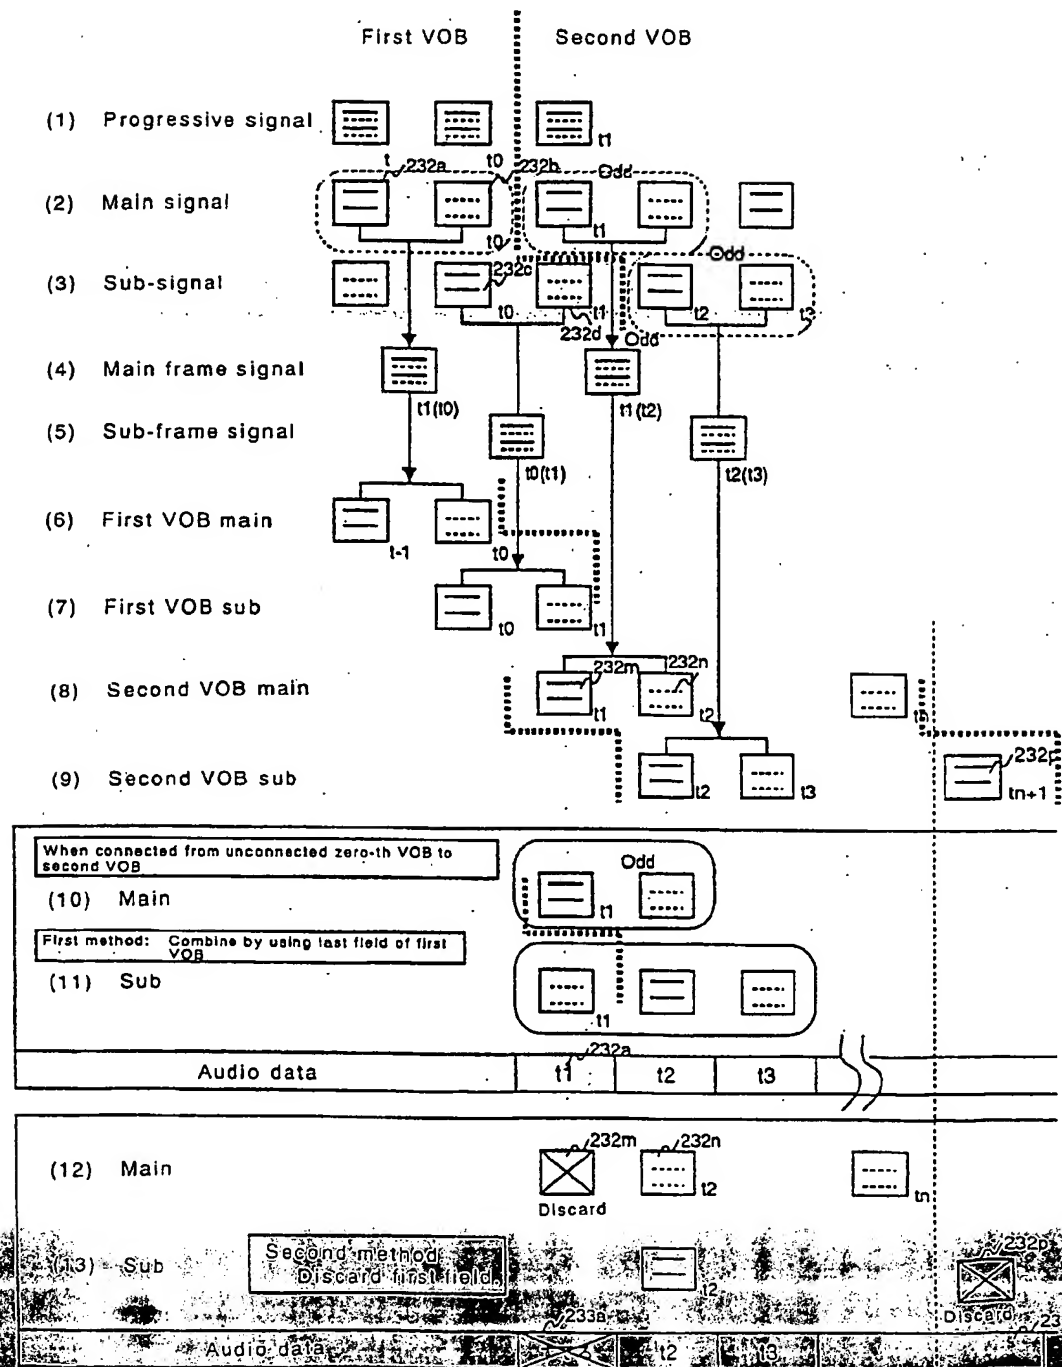 First VOB Second VOB
(1) Progressive signal
t t0 t1
232a 232b Odd
(2) Main signal
t0 t1
Odd
232c
(3) Sub-signal
t0 t1 t2 t3
232d Odd
(4) Main frame signal
t1(t0) t1(t2)
(5) Sub-frame signal
t0(t1) t2(t3)
(6) First VOB main
t-1 t0
(7) First VOB sub
t0 t1
232m 232n
(8) Second VOB main
t1 t2
232p
(9) Second VOB sub
t2 t3 tn+1
When connected from unconnected zero-th VOB to
second VOB
Odd
(10) Main
t1
First method: Combine by using last field of first
VOB
(11) Sub
t1
232a
Audio data t1 t2 t3
232m 232n
(12) Main
t2 tn
Discard
232p
(13) Sub
Second method
Discard first field
t2
Discard
233a
Audio data t2 t3